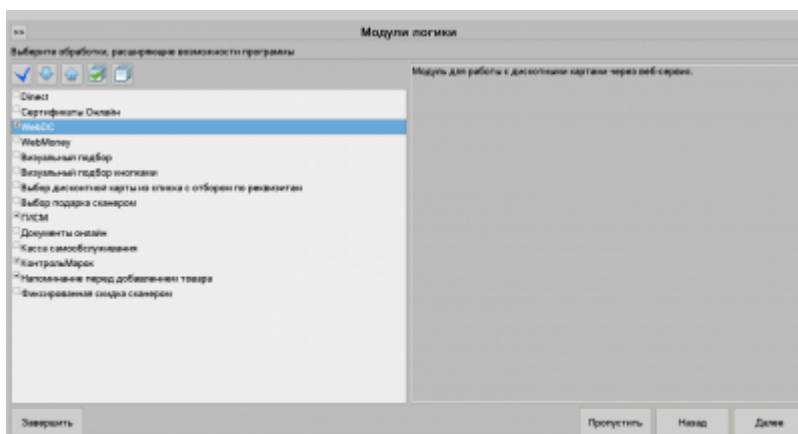 >>
Модули логики
Выберите обработки, расширяющие возможности программы
Модуль для работы с дисконтными картами через веб-сервис.
Direct
Сертификаты Онлайн
WebDC
WebMoney
Визуальный подбор
Визуальный подбор кнопками
Выбор дисконтной карты из списка с отбором по реквизитам
Выбор подарка сканером
ГИСМ
Документы онлайн
Касса самообслуживания
КонтрольМарок
Напоминание перед добавлением товара
Фиксированная скидка сканером
Завершить
Пропустить
Назад
Далее